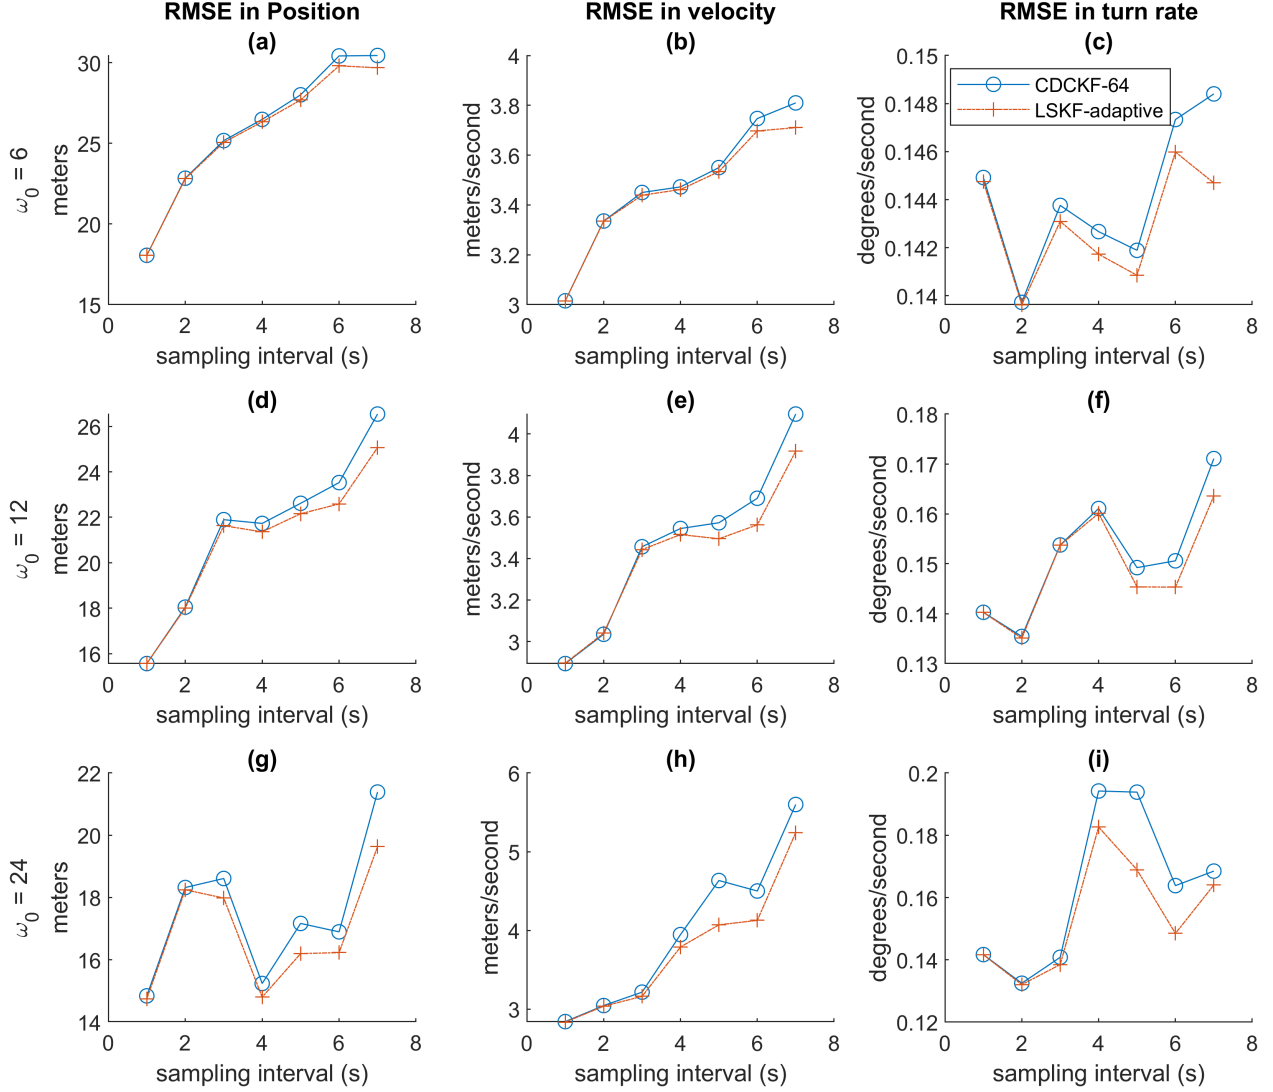 RMSE in Position
RMSE in velocity
RMSE in turn rate
(a)
30
25
20
15
0 2 4 6 8
sampling interval (s)
ω0 = 6
meters
(b)
4
3.8
3.6
3.4
3.2
3
0 2 4 6 8
sampling interval (s)
meters/second
(c)
0.15
0.148
0.146
0.144
0.142
0.14
0 2 4 6 8
sampling interval (s)
degrees/second
CDCKF-64
LSKF-adaptive
(d)
26
24
22
20
18
16
0 2 4 6 8
sampling interval (s)
ω0 = 12
meters
(e)
4
3.8
3.6
3.4
3.2
3
0 2 4 6 8
sampling interval (s)
meters/second
(f)
0.18
0.17
0.16
0.15
0.14
0.13
0 2 4 6 8
sampling interval (s)
degrees/second
(g)
22
20
18
16
14
0 2 4 6 8
sampling interval (s)
ω0 = 24
meters
(h)
6
5
4
3
0 2 4 6 8
sampling interval (s)
meters/second
(i)
0.2
0.18
0.16
0.14
0.12
0 2 4 6 8
sampling interval (s)
degrees/second